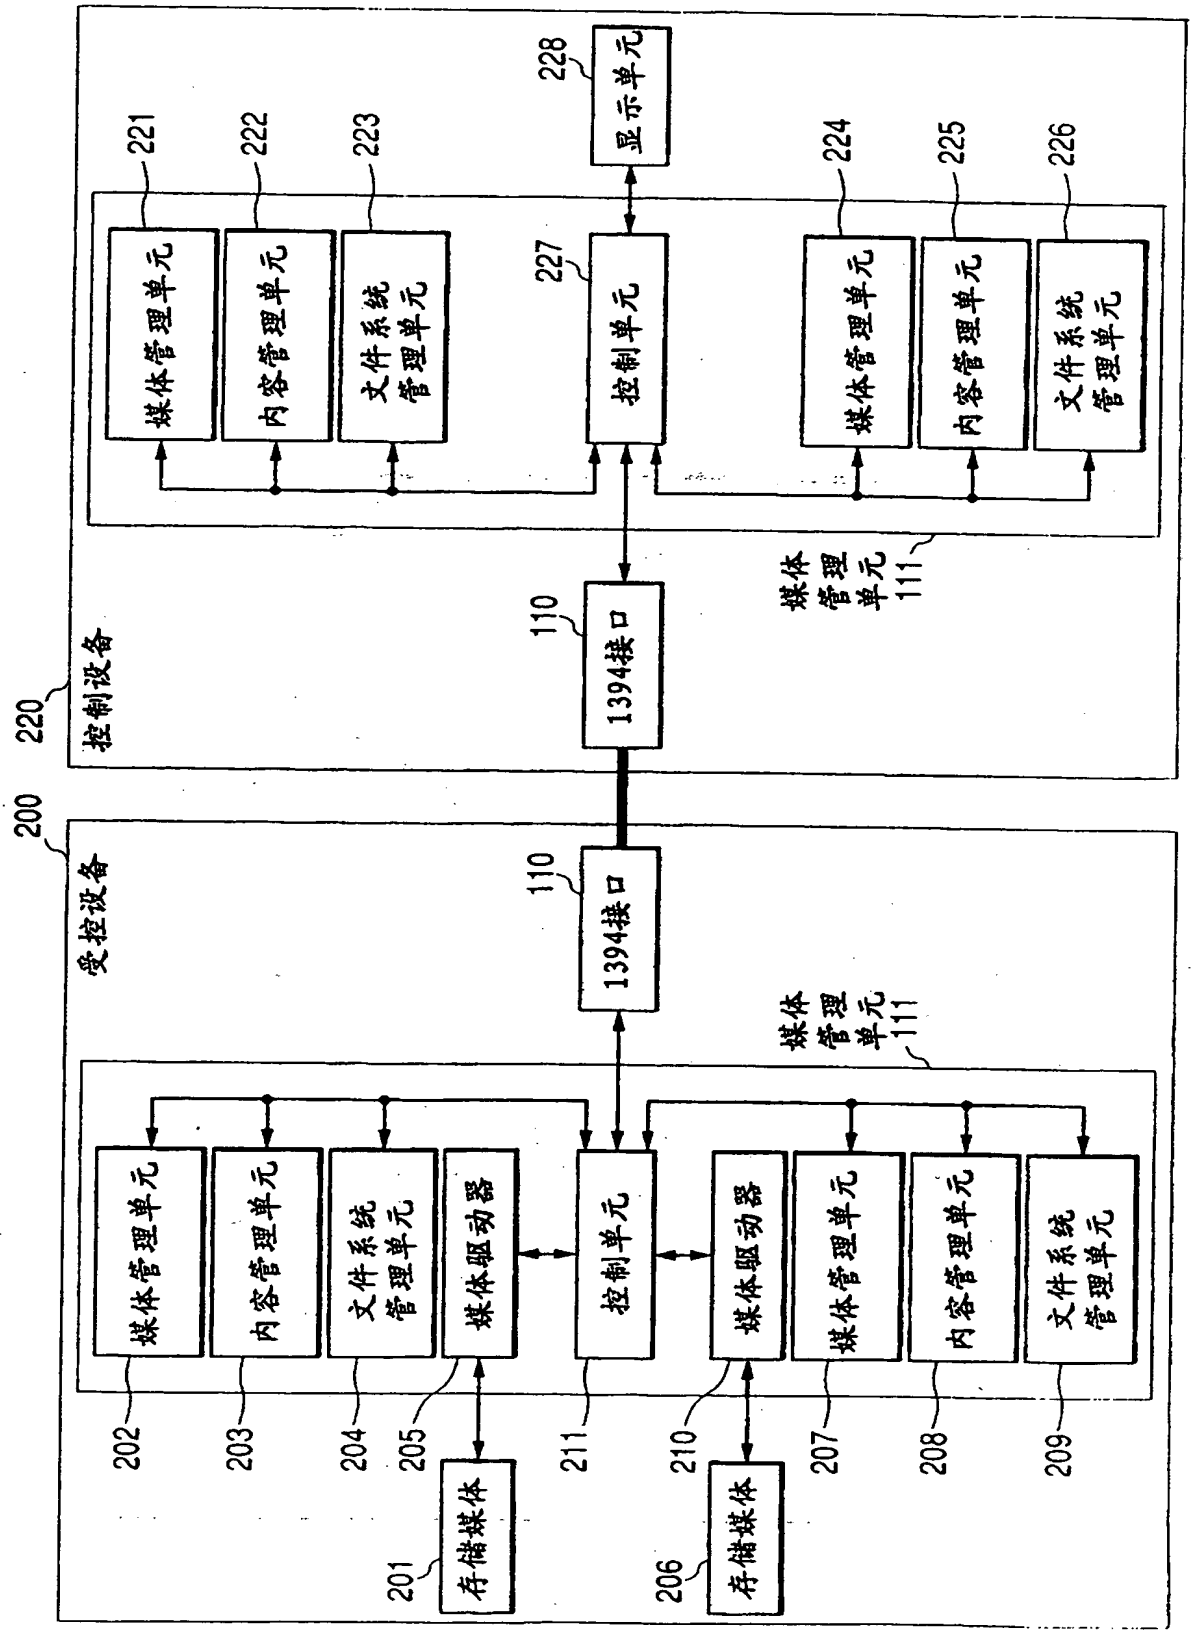 200
受控设备
202
媒体管理单元
203
内容管理单元
204
文件系统
管理单元
205
媒体驱动器
201
存储媒体
211
控制单元
110
1394接口
210
媒体驱动器
206
存储媒体
207
媒体管理单元
208
内容管理单元
209
文件系统
管理单元
媒体
管理
单元
111
220
控制设备
221
媒体管理单元
222
内容管理单元
223
文件系统
管理单元
110
1394接口
227
控制单元
228
显示单元
224
媒体管理单元
225
内容管理单元
226
文件系统
管理单元
媒体
管理
单元
111